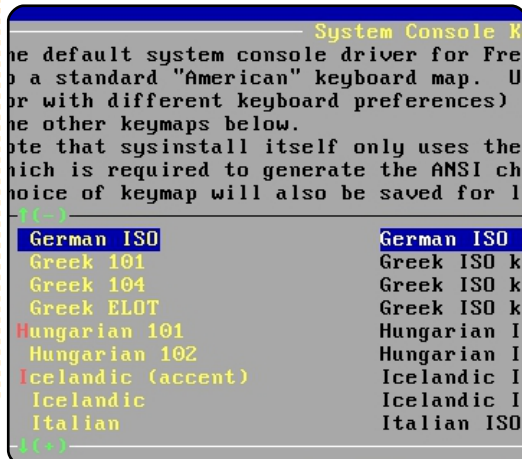 System Console K
he default system console driver for Fre
a standard "American" keyboard map. U
or with different keyboard preferences)
he other keymaps below.
ote that sysinstall itself only uses the
hich is required to generate the ANSI ch
hoice of keymap will also be saved for l
↑(-)
German ISO German ISO
Greek 101 Greek ISO k
Greek 104 Greek ISO k
Greek ELOT Greek ISO k
Hungarian 101 Hungarian I
Hungarian 102 Hungarian I
Icelandic (accent) Icelandic I
Icelandic Icelandic I
Italian Italian ISO
↓(+)